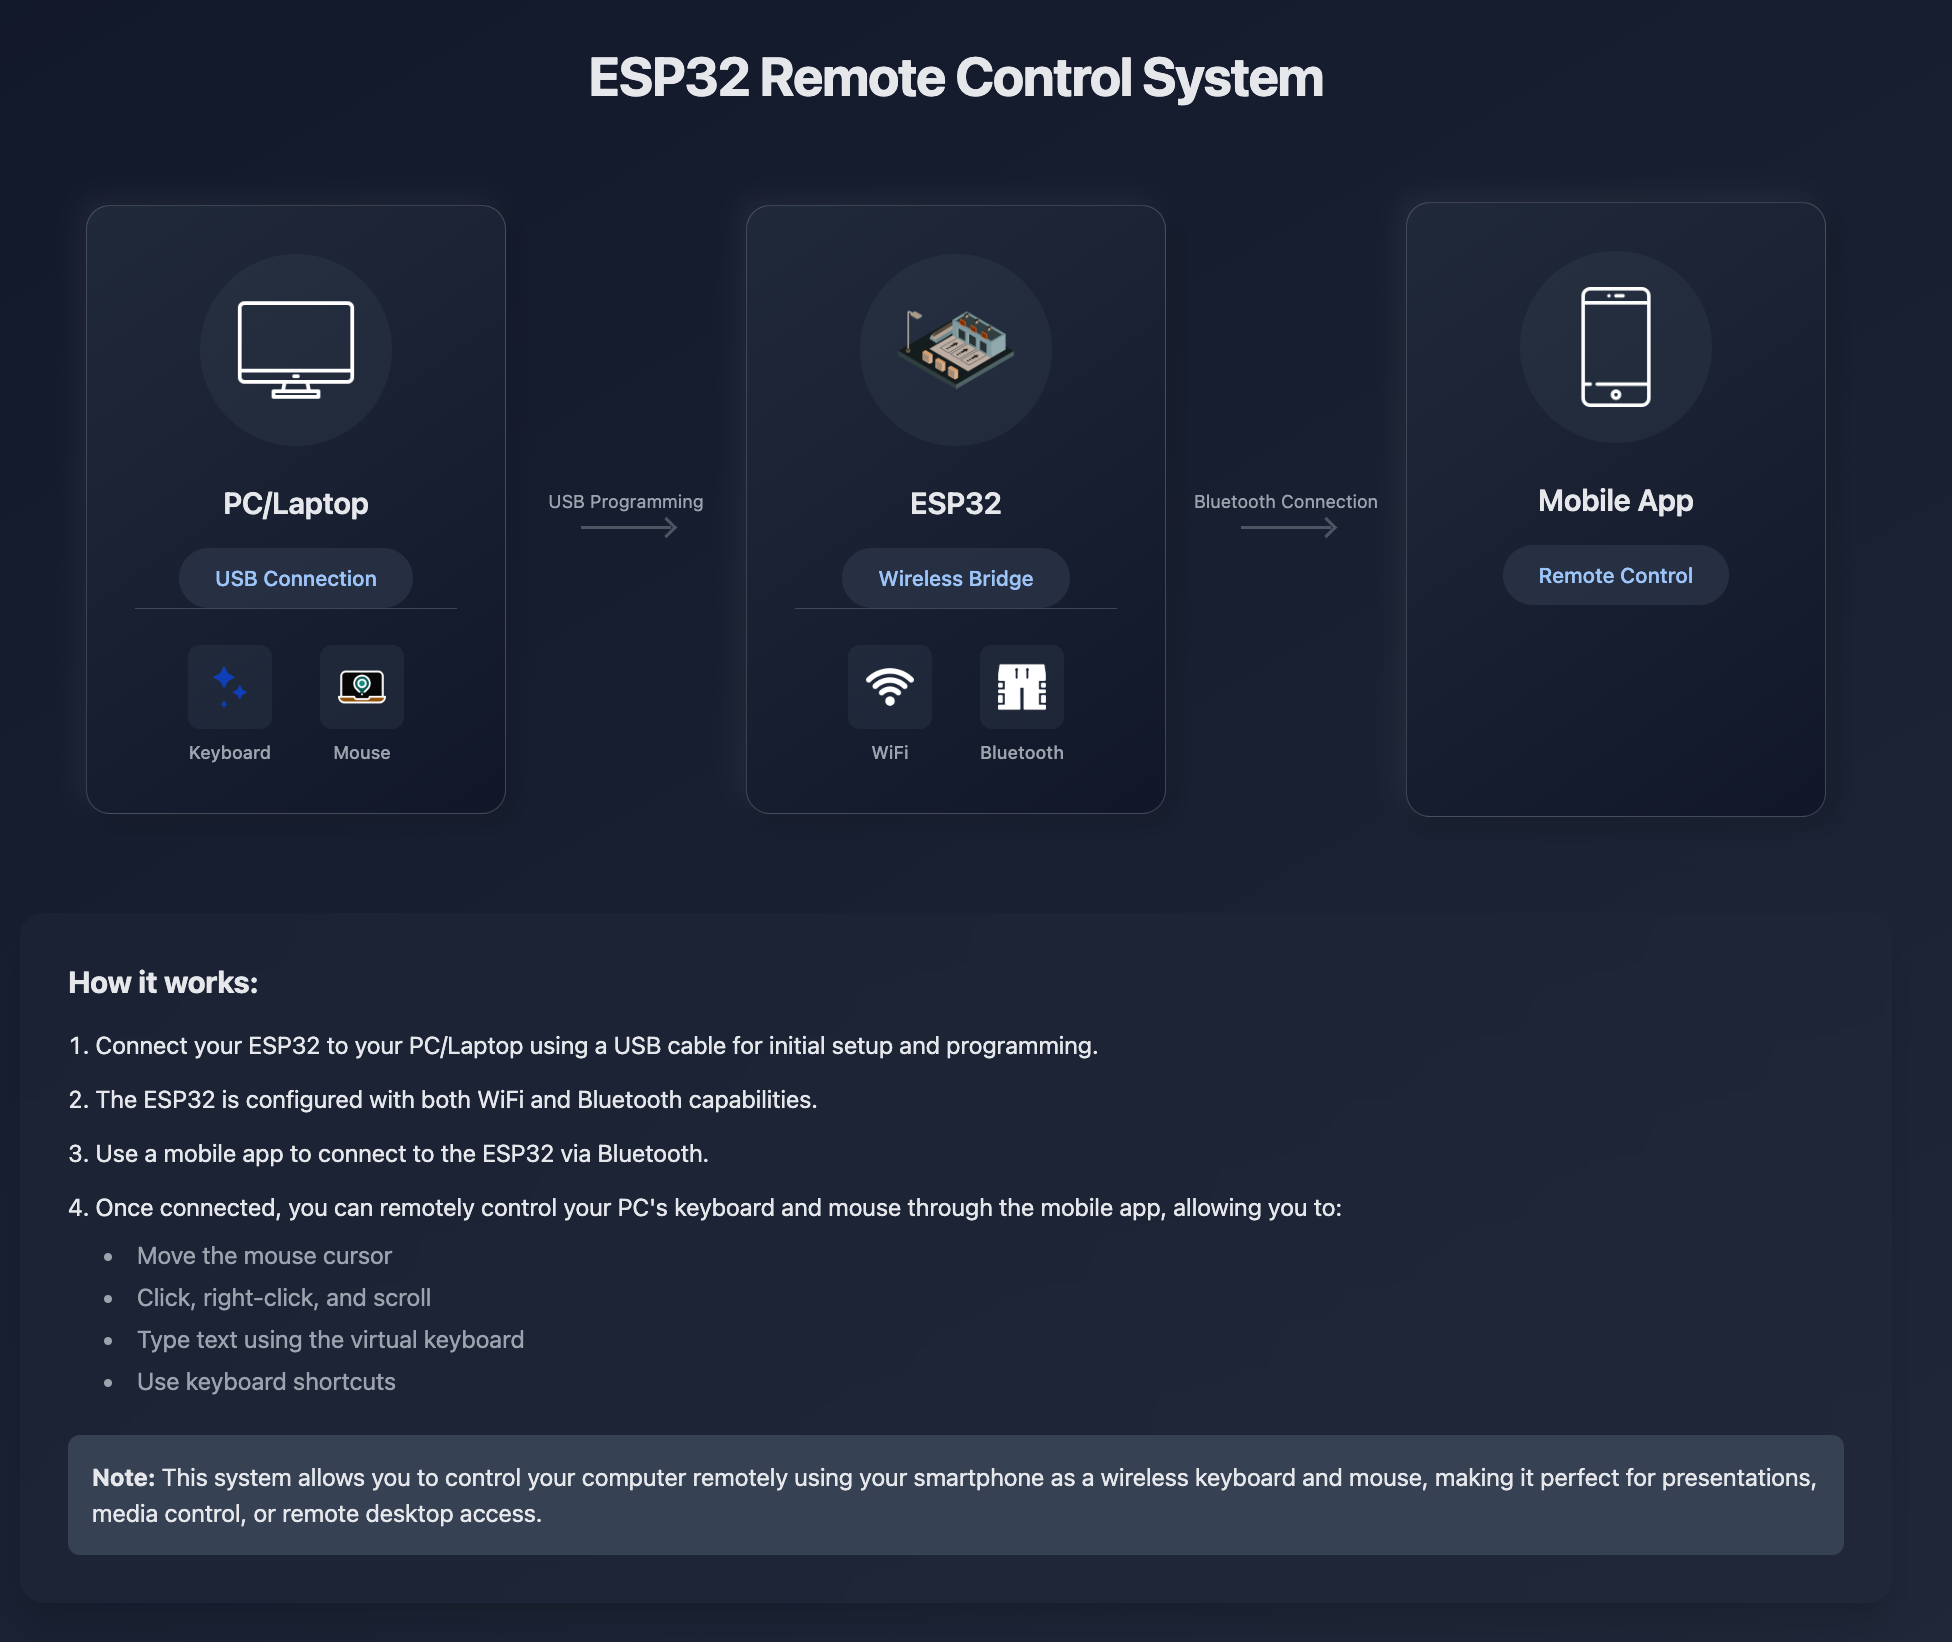 ESP32 Remote Control System
PC/Laptop
USB Connection
Keyboard
Mouse
USB Programming
ESP32
Wireless Bridge
WiFi
Bluetooth
Bluetooth Connection
Mobile App
Remote Control
How it works:
1. Connect your ESP32 to your PC/Laptop using a USB cable for initial setup and programming.
2. The ESP32 is configured with both WiFi and Bluetooth capabilities.
3. Use a mobile app to connect to the ESP32 via Bluetooth.
4. Once connected, you can remotely control your PC's keyboard and mouse through the mobile app, allowing you to:
• Move the mouse cursor
• Click, right-click, and scroll
• Type text using the virtual keyboard
• Use keyboard shortcuts
Note: This system allows you to control your computer remotely using your smartphone as a wireless keyboard and mouse, making it perfect for presentations,
media control, or remote desktop access.